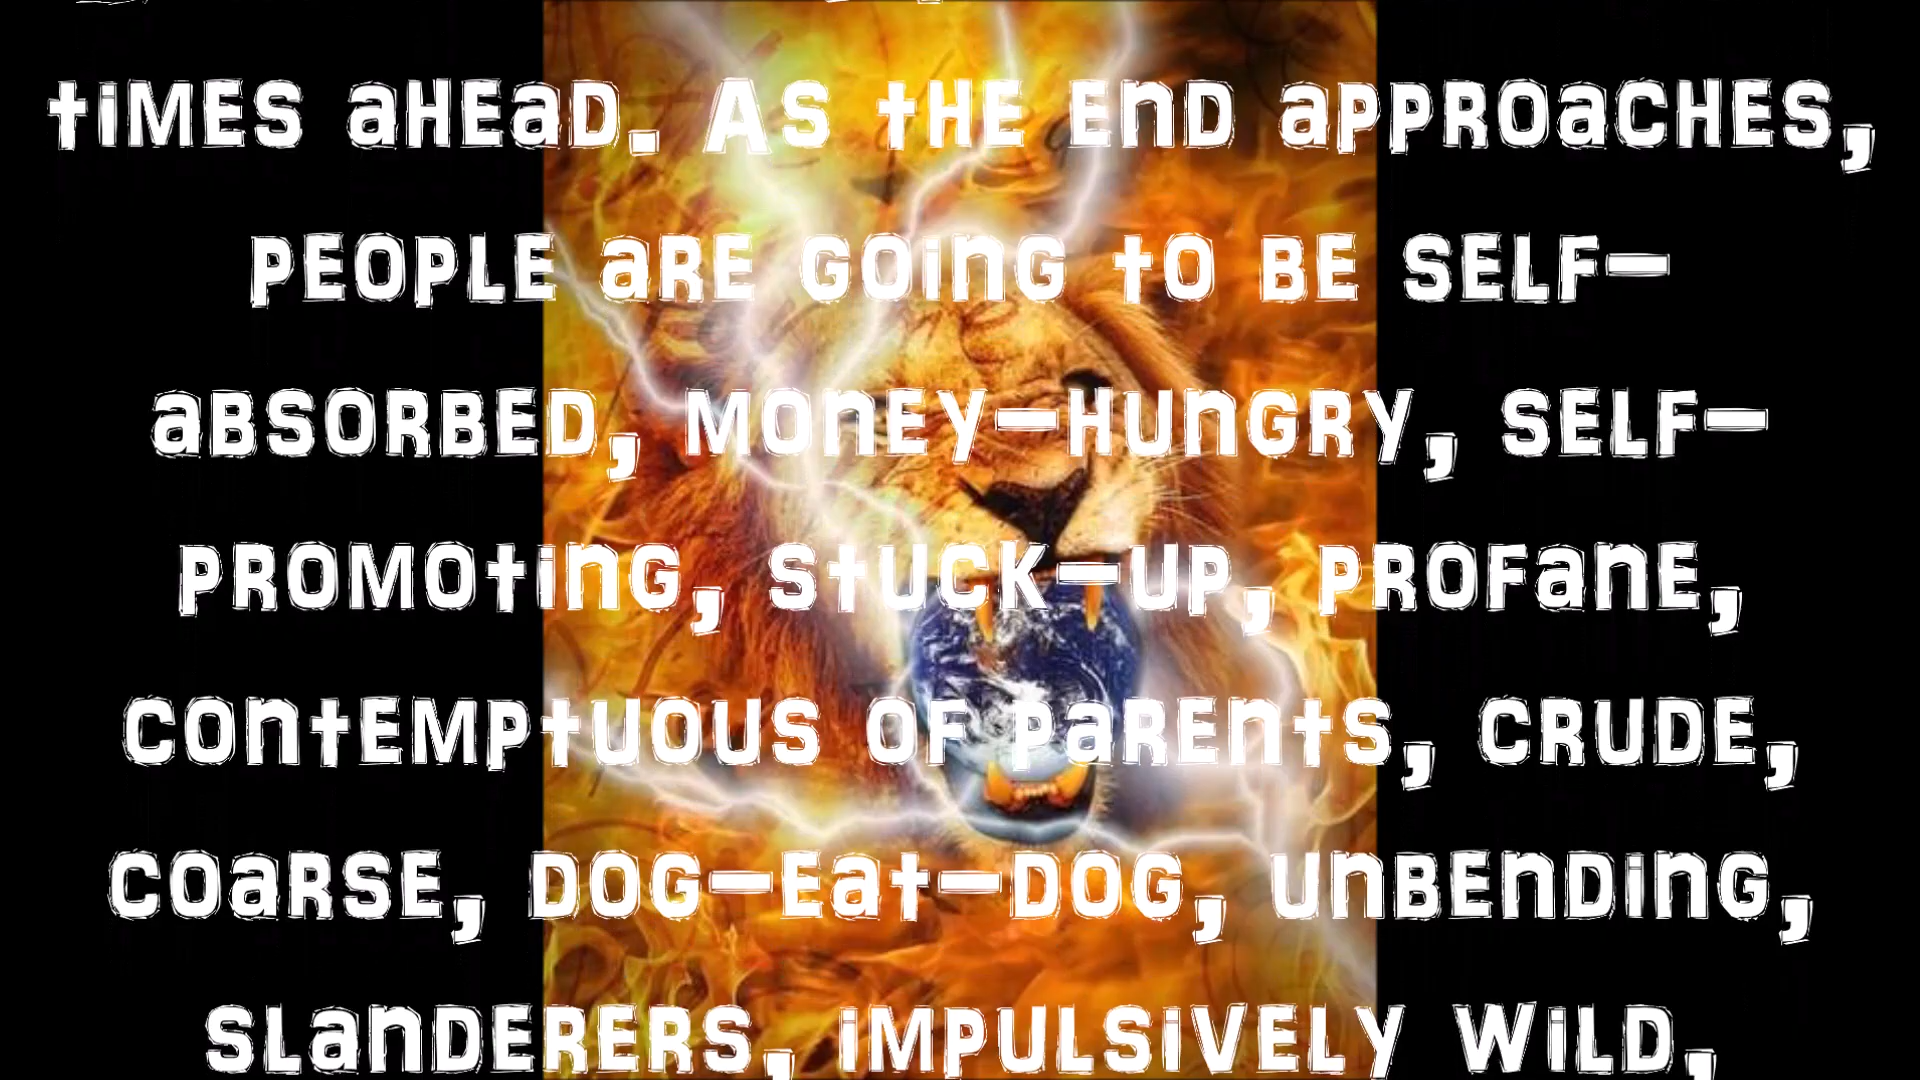 times ahead. As the end approaches,
people are going to be self-
absorbed, money-hungry, self-
promoting, stuck-up, profane,
contemptuous of parents, crude,
coarse, dog-eat-dog, unbending,
slanderers, impulsively wild,